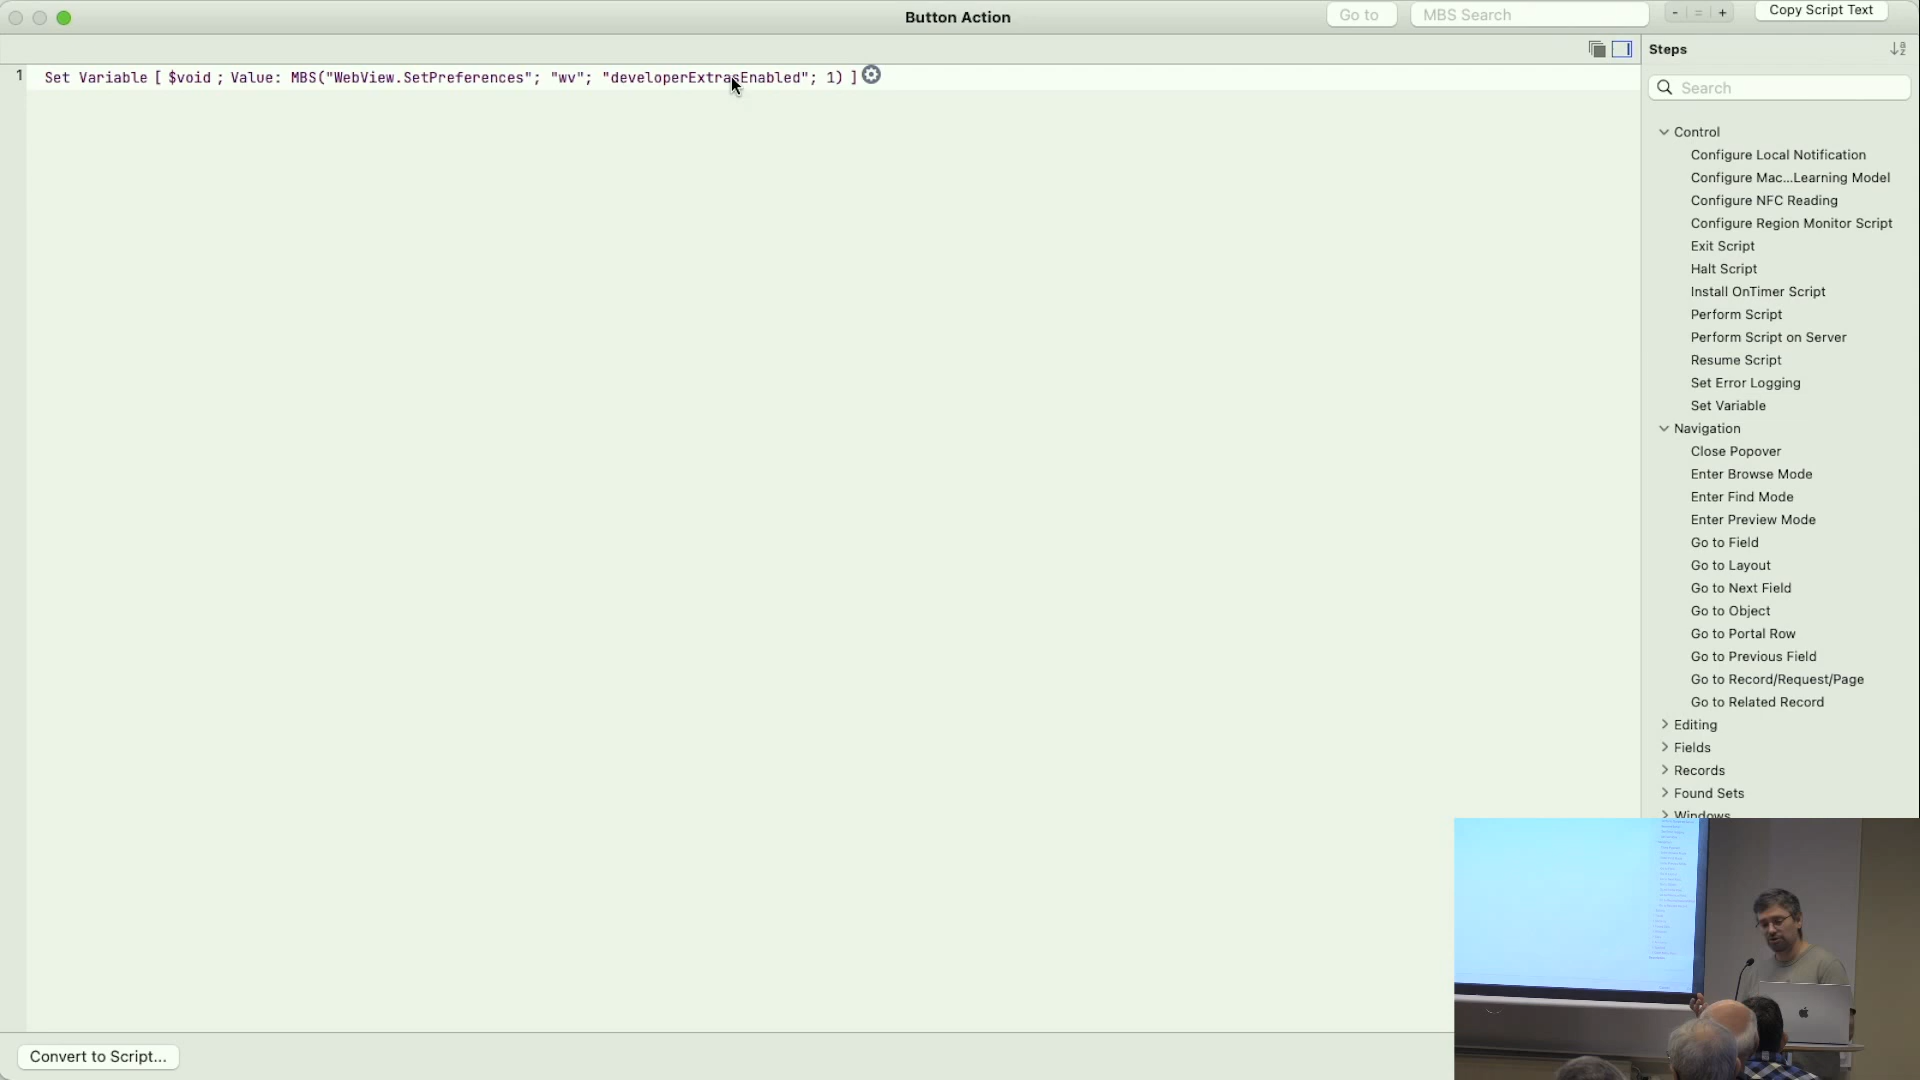 Button Action
Go to
MBS Search
- = +
Copy Script Text
Steps
1 Set Variable [ $void ; Value: MBS("WebView.SetPreferences"; "wv"; "developerExtrasEnabled"; 1) ]
Search
Control
Configure Local Notification
Configure Mac...Learning Model
Configure NFC Reading
Configure Region Monitor Script
Exit Script
Halt Script
Install OnTimer Script
Perform Script
Perform Script on Server
Resume Script
Set Error Logging
Set Variable
Navigation
Close Popover
Enter Browse Mode
Enter Find Mode
Enter Preview Mode
Go to Field
Go to Layout
Go to Next Field
Go to Object
Go to Portal Row
Go to Previous Field
Go to Record/Request/Page
Go to Related Record
Editing
Fields
Records
Found Sets
Windows
Convert to Script...